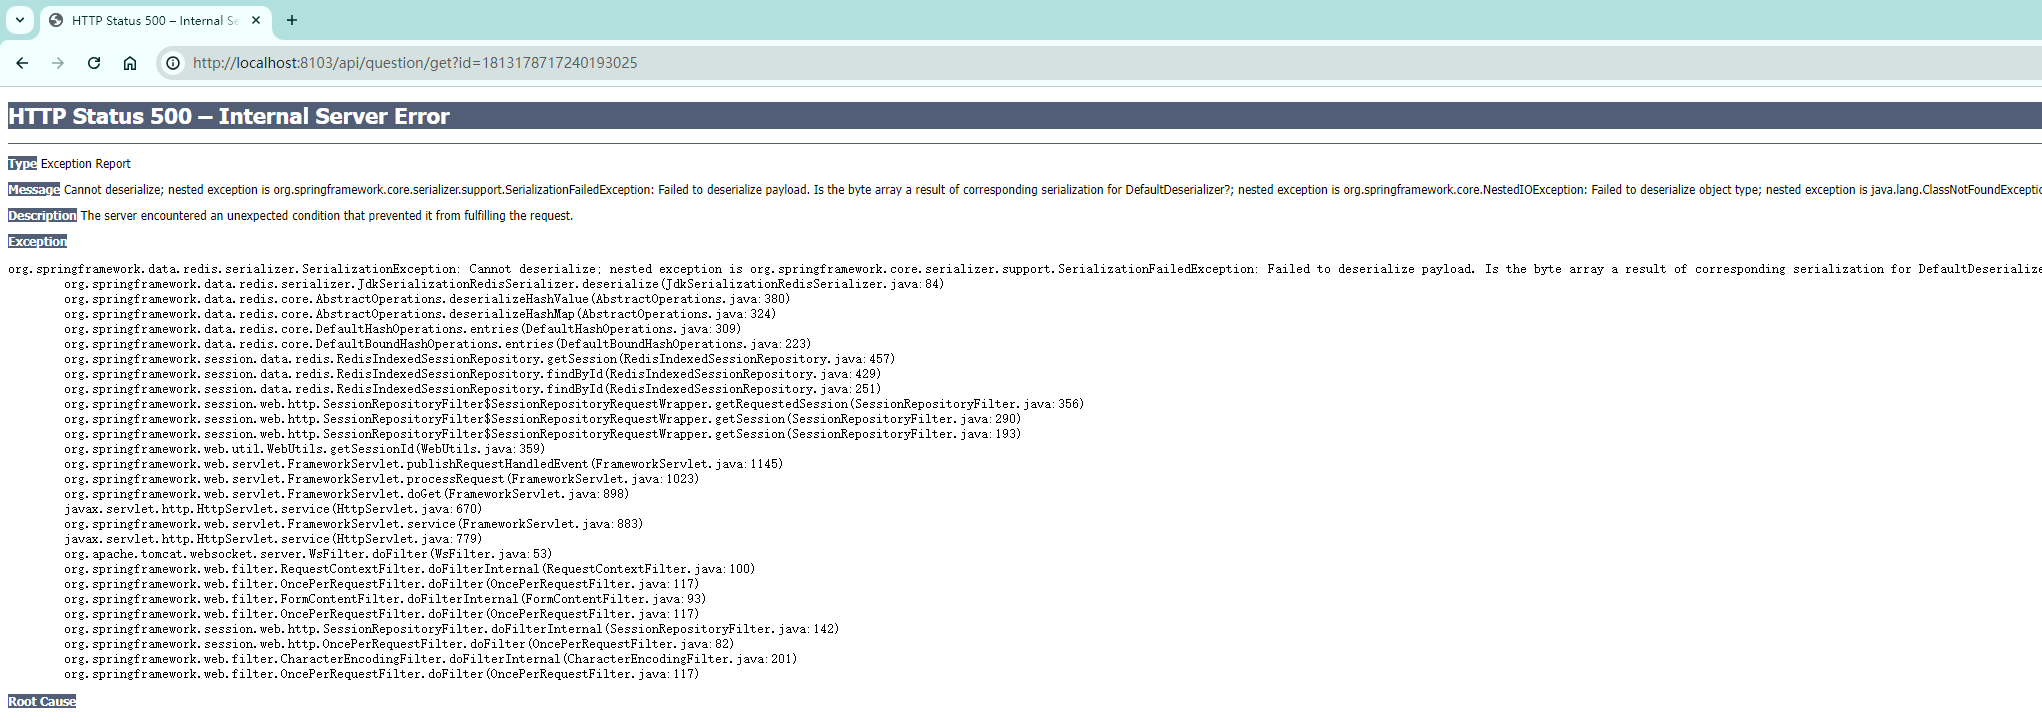 HTTP Status 500 – Internal Se
http://localhost:8103/api/question/get?id=1813178717240193025
HTTP Status 500 – Internal Server Error
Type Exception Report
Message Cannot deserialize; nested exception is org.springframework.core.serializer.support.SerializationFailedException: Failed to deserialize payload. Is the byte array a result of corresponding serialization for DefaultDeserializer?; nested exception is org.springframework.core.NestedIOException: Failed to deserialize object type; nested exception is java.lang.ClassNotFoundExceptio
Description The server encountered an unexpected condition that prevented it from fulfilling the request.
Exception
org.springframework.data.redis.serializer.SerializationException: Cannot deserialize; nested exception is org.springframework.core.serializer.support.SerializationFailedException: Failed to deserialize payload. Is the byte array a result of corresponding serialization for DefaultDeserialize
org.springframework.data.redis.serializer.JdkSerializationRedisSerializer.deserialize(JdkSerializationRedisSerializer.java:84)
org.springframework.data.redis.core.AbstractOperations.deserializeHashValue(AbstractOperations.java:380)
org.springframework.data.redis.core.AbstractOperations.deserializeHashMap(AbstractOperations.java:324)
org.springframework.data.redis.core.DefaultHashOperations.entries(DefaultHashOperations.java:309)
org.springframework.data.redis.core.DefaultBoundHashOperations.entries(DefaultBoundHashOperations.java:223)
org.springframework.session.data.redis.RedisIndexedSessionRepository.getSession(RedisIndexedSessionRepository.java:457)
org.springframework.session.data.redis.RedisIndexedSessionRepository.findById(RedisIndexedSessionRepository.java:429)
org.springframework.session.data.redis.RedisIndexedSessionRepository.findById(RedisIndexedSessionRepository.java:251)
org.springframework.session.web.http.SessionRepositoryFilter$SessionRepositoryRequestWrapper.getRequestedSession(SessionRepositoryFilter.java:356)
org.springframework.session.web.http.SessionRepositoryFilter$SessionRepositoryRequestWrapper.getSession(SessionRepositoryFilter.java:290)
org.springframework.session.web.http.SessionRepositoryFilter$SessionRepositoryRequestWrapper.getSession(SessionRepositoryFilter.java:193)
org.springframework.web.util.WebUtils.getSessionId(WebUtils.java:359)
org.springframework.web.servlet.FrameworkServlet.publishRequestHandledEvent(FrameworkServlet.java:1145)
org.springframework.web.servlet.FrameworkServlet.processRequest(FrameworkServlet.java:1023)
org.springframework.web.servlet.FrameworkServlet.doGet(FrameworkServlet.java:898)
javax.servlet.http.HttpServlet.service(HttpServlet.java:670)
org.springframework.web.servlet.FrameworkServlet.service(FrameworkServlet.java:883)
javax.servlet.http.HttpServlet.service(HttpServlet.java:779)
org.apache.tomcat.websocket.server.WsFilter.doFilter(WsFilter.java:53)
org.springframework.web.filter.RequestContextFilter.doFilterInternal(RequestContextFilter.java:100)
org.springframework.web.filter.OncePerRequestFilter.doFilter(OncePerRequestFilter.java:117)
org.springframework.web.filter.FormContentFilter.doFilterInternal(FormContentFilter.java:93)
org.springframework.web.filter.OncePerRequestFilter.doFilter(OncePerRequestFilter.java:117)
org.springframework.session.web.http.SessionRepositoryFilter.doFilterInternal(SessionRepositoryFilter.java:142)
org.springframework.session.web.http.OncePerRequestFilter.doFilter(OncePerRequestFilter.java:82)
org.springframework.web.filter.CharacterEncodingFilter.doFilterInternal(CharacterEncodingFilter.java:201)
org.springframework.web.filter.OncePerRequestFilter.doFilter(OncePerRequestFilter.java:117)
Root Cause